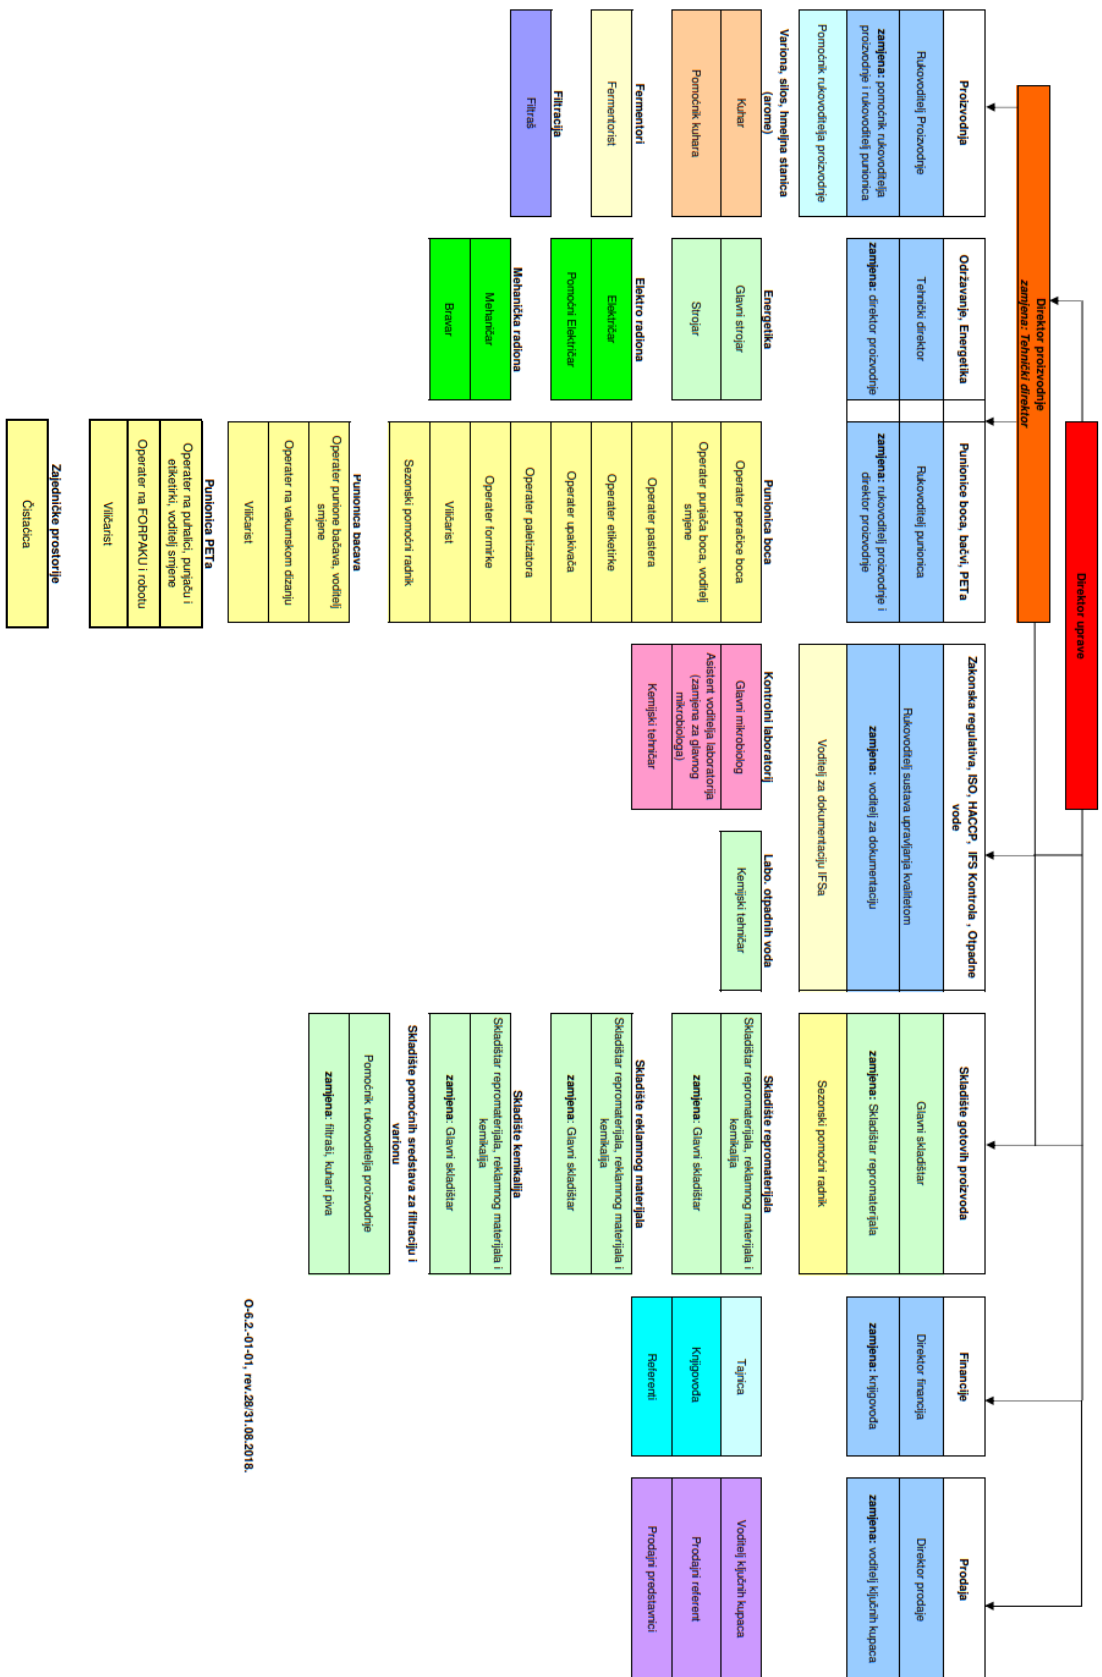 Direktor uprave
Direktor proizvodnje
zamjena: Tehnički direktor
Proizvodnja
Rukovoditelj Proizvodnje
zamjena: pomoćnik rukovoditelja
proizvodnje i rukovoditelj punionica
Pomoćnik rukovoditelja proizvodnje
Variona, silos, hmeljna stanica
(arome)
Kuhar
Pomoćnik kuhara
Fermentori
Fermentorist
Filtracija
Filtraš
Održavanje, Energetika
Tehnički direktor
zamjena: direktor proizvodnje
Energetika
Glavni strojar
Strojar
Elektro radiona
Električar
Pomoćni Električar
Mehanička radiona
Mehaničar
Bravar
Punionice boca, bačvi, PETa
Rukovoditelj punionica
zamjena: rukovoditelj proizvodnje i
direktor proizvodnje
Punionica boca
Operater peračice boca
Operater punjača boca, voditelj
smjene
Operater pastera
Operater etiketirke
Operater upakivača
Operater paletizatora
Operater formirke
Viličarist
Sezonski pomoćni radnik
Punionica bačava
Operater punione bačava, voditelj
smjene
Operater na vakumskom dizanju
Viličarist
Punionica PETa
Operater na puhalici, punjaču i
etiketirki, voditelj smjene
Operater na FORPAKU i robotu
Viličarist
Zajedničke prostorije
Čistačica
Zakonska regulativa, ISO, HACCP, IFS Kontrola , Otpadne
vode
Rukovoditelj sustava upravljanja kvalitetom
zamjena: voditelj za dokumentaciju
Voditelj za dokumentaciju IFSa
Kontrolni laboratorij
Glavni mikrobiolog
Asistent voditelja laboratorija
(zamjena za glavnog
mikrobiologa)
Kemijski tehničar
Labo. otpadnih voda
Kemijski tehničar
Skladište gotovih proizvoda
Glavni skladištar
zamjena: Skladištar repromaterijala
Sezonski pomoćni radnik
Skladište repromaterijala
Skladištar repromaterijala, reklamnog materijala i
kemikalija
zamjena: Glavni skladištar
Skladište reklamnog materijala
Skladištar repromaterijala, reklamnog materijala i
kemikalija
zamjena: Glavni skladištar
Skladište kemikalija
Skladištar repromaterijala, reklamnog materijala i
kemikalija
zamjena: Glavni skladištar
Skladište pomoćnih sredstava za filtraciju i
varionu
Pomoćnik rukovoditelja proizvodnje
zamjena: filtraši, kuhari piva
Financije
Direktor financija
zamjena: knjigovođa
Tajnica
Knjigovođa
Referenti
Prodaja
Direktor prodaje
zamjena: voditelj ključnih kupaca
Voditelj ključnih kupaca
Prodajni referent
Prodajni predstavnici
O-6.2.-01-01, rev.28/31.08.2018.